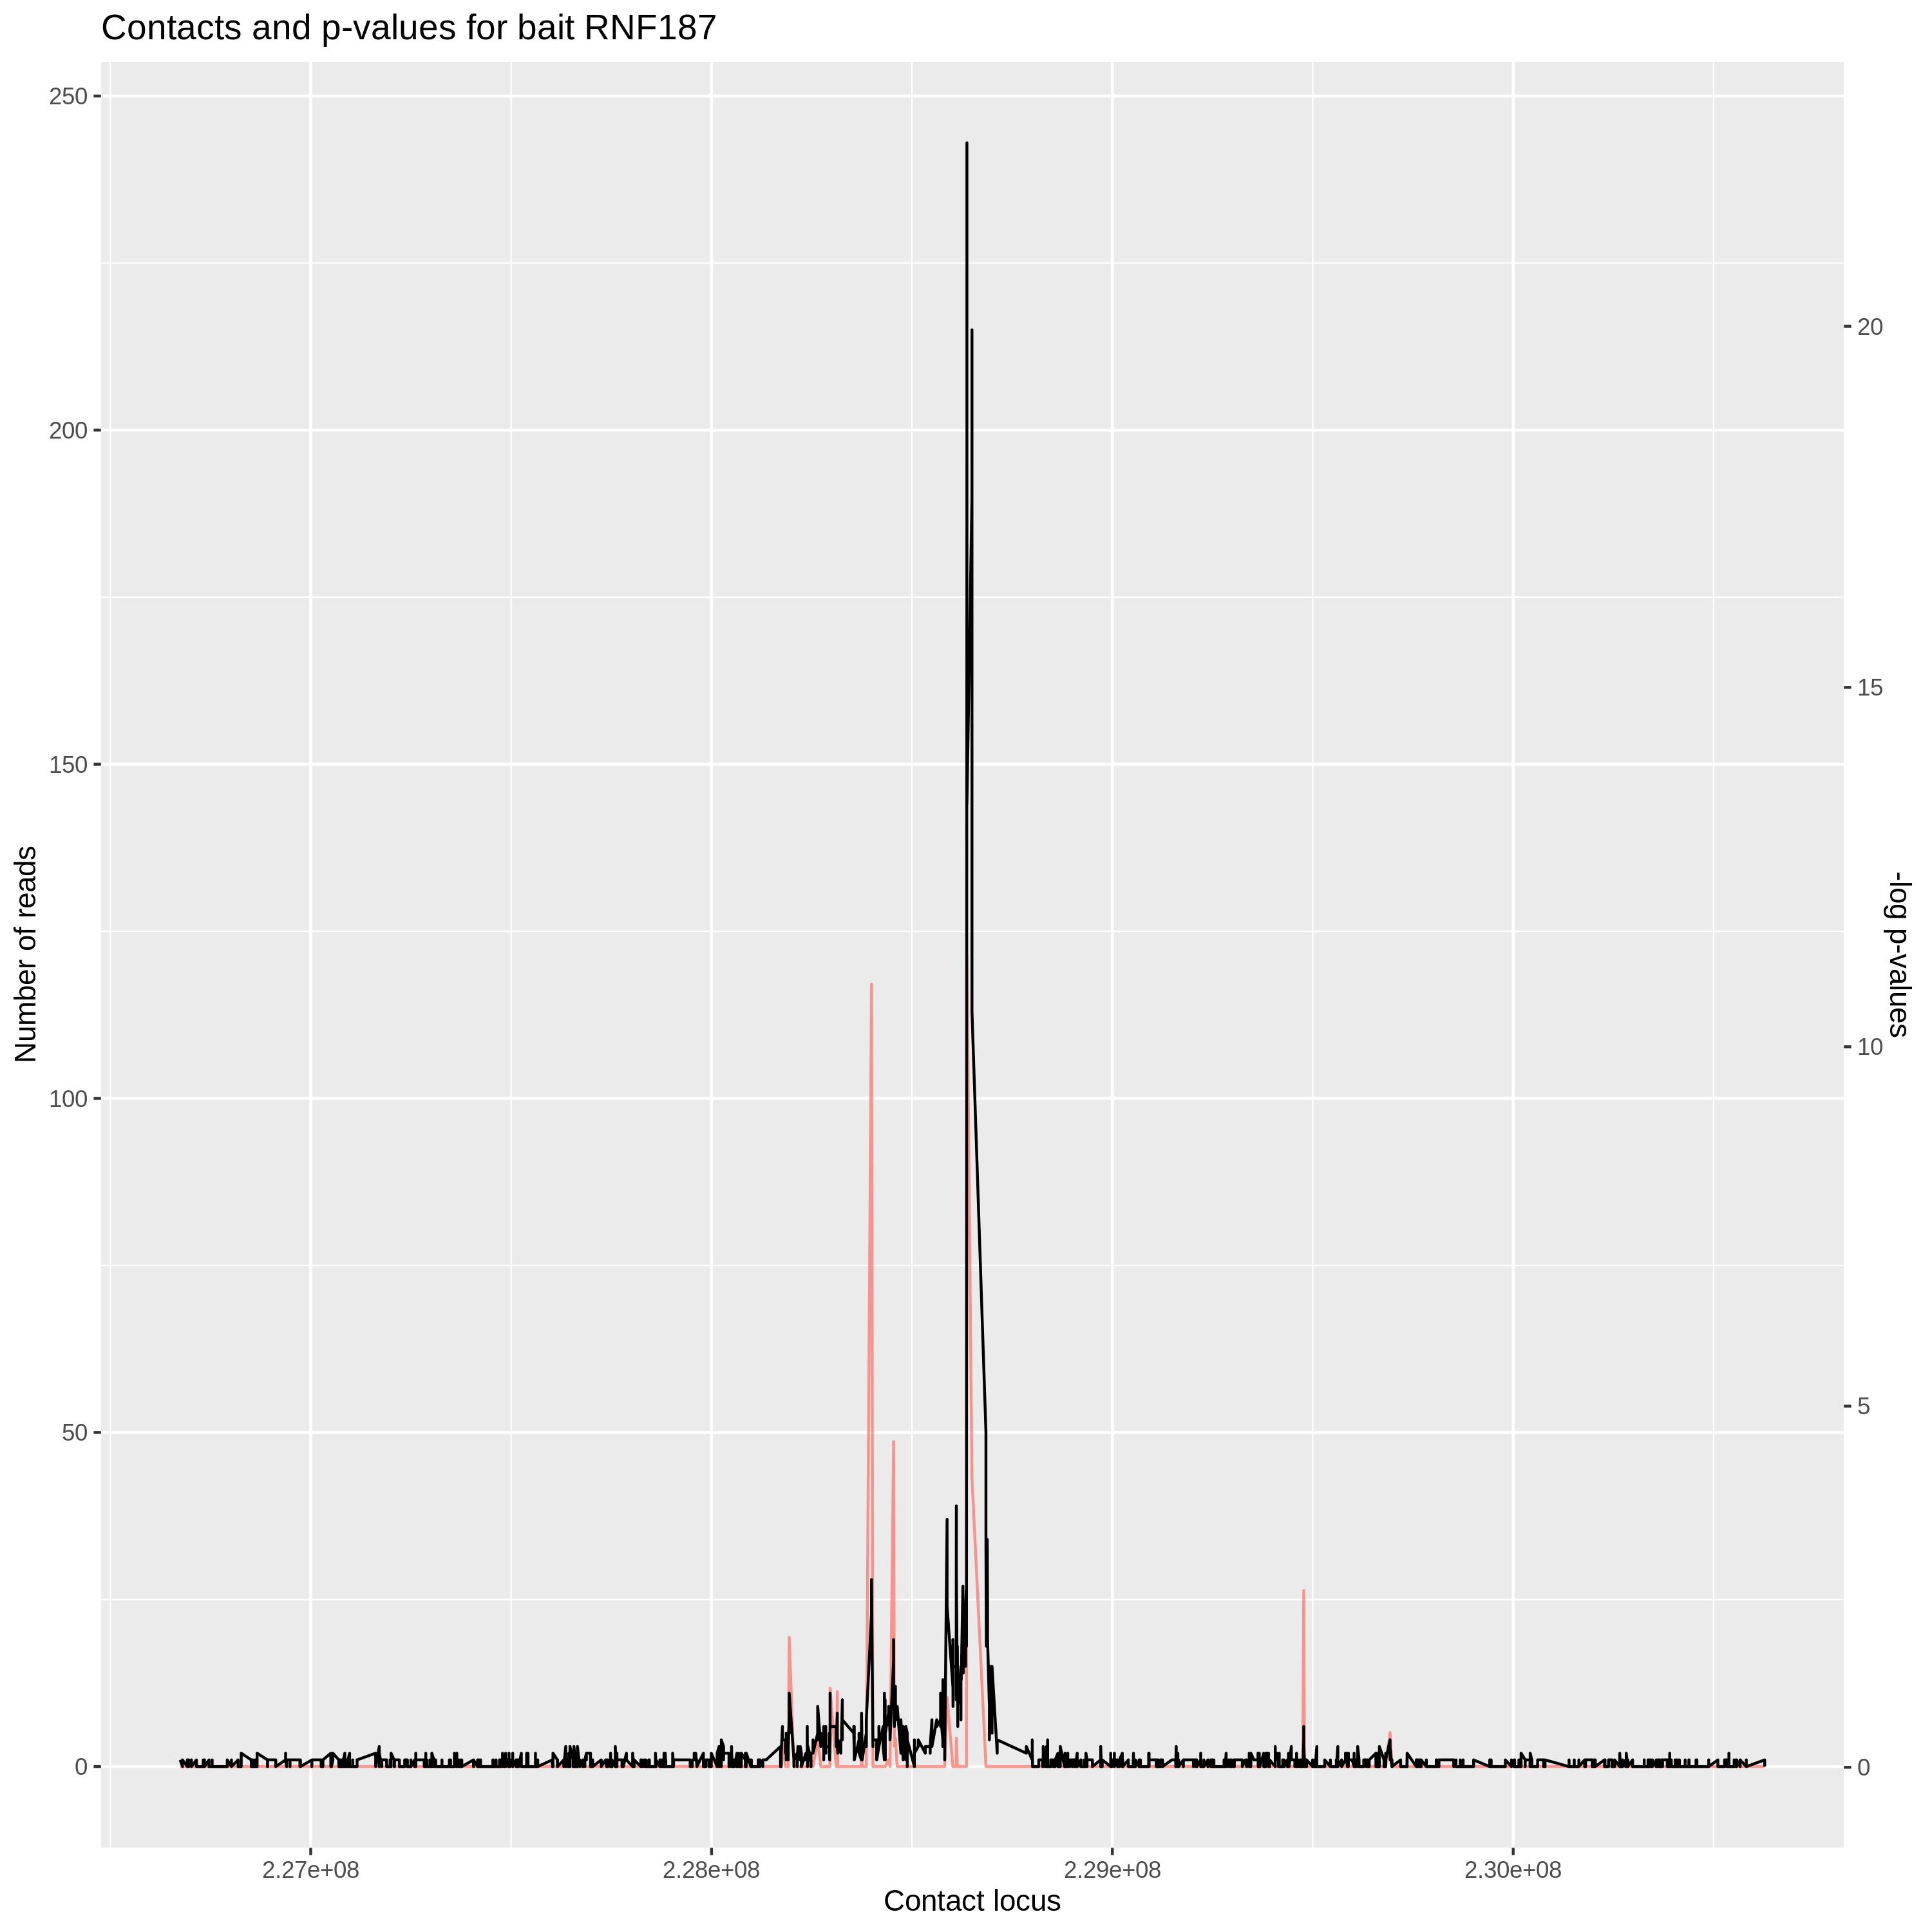 Contacts and p-values for bait RNF187
250
200
150
100
50
0
Number of reads
20
15
10
5
0
-log p-values
2.27e+08
2.28e+08
2.29e+08
2.30e+08
Contact locus